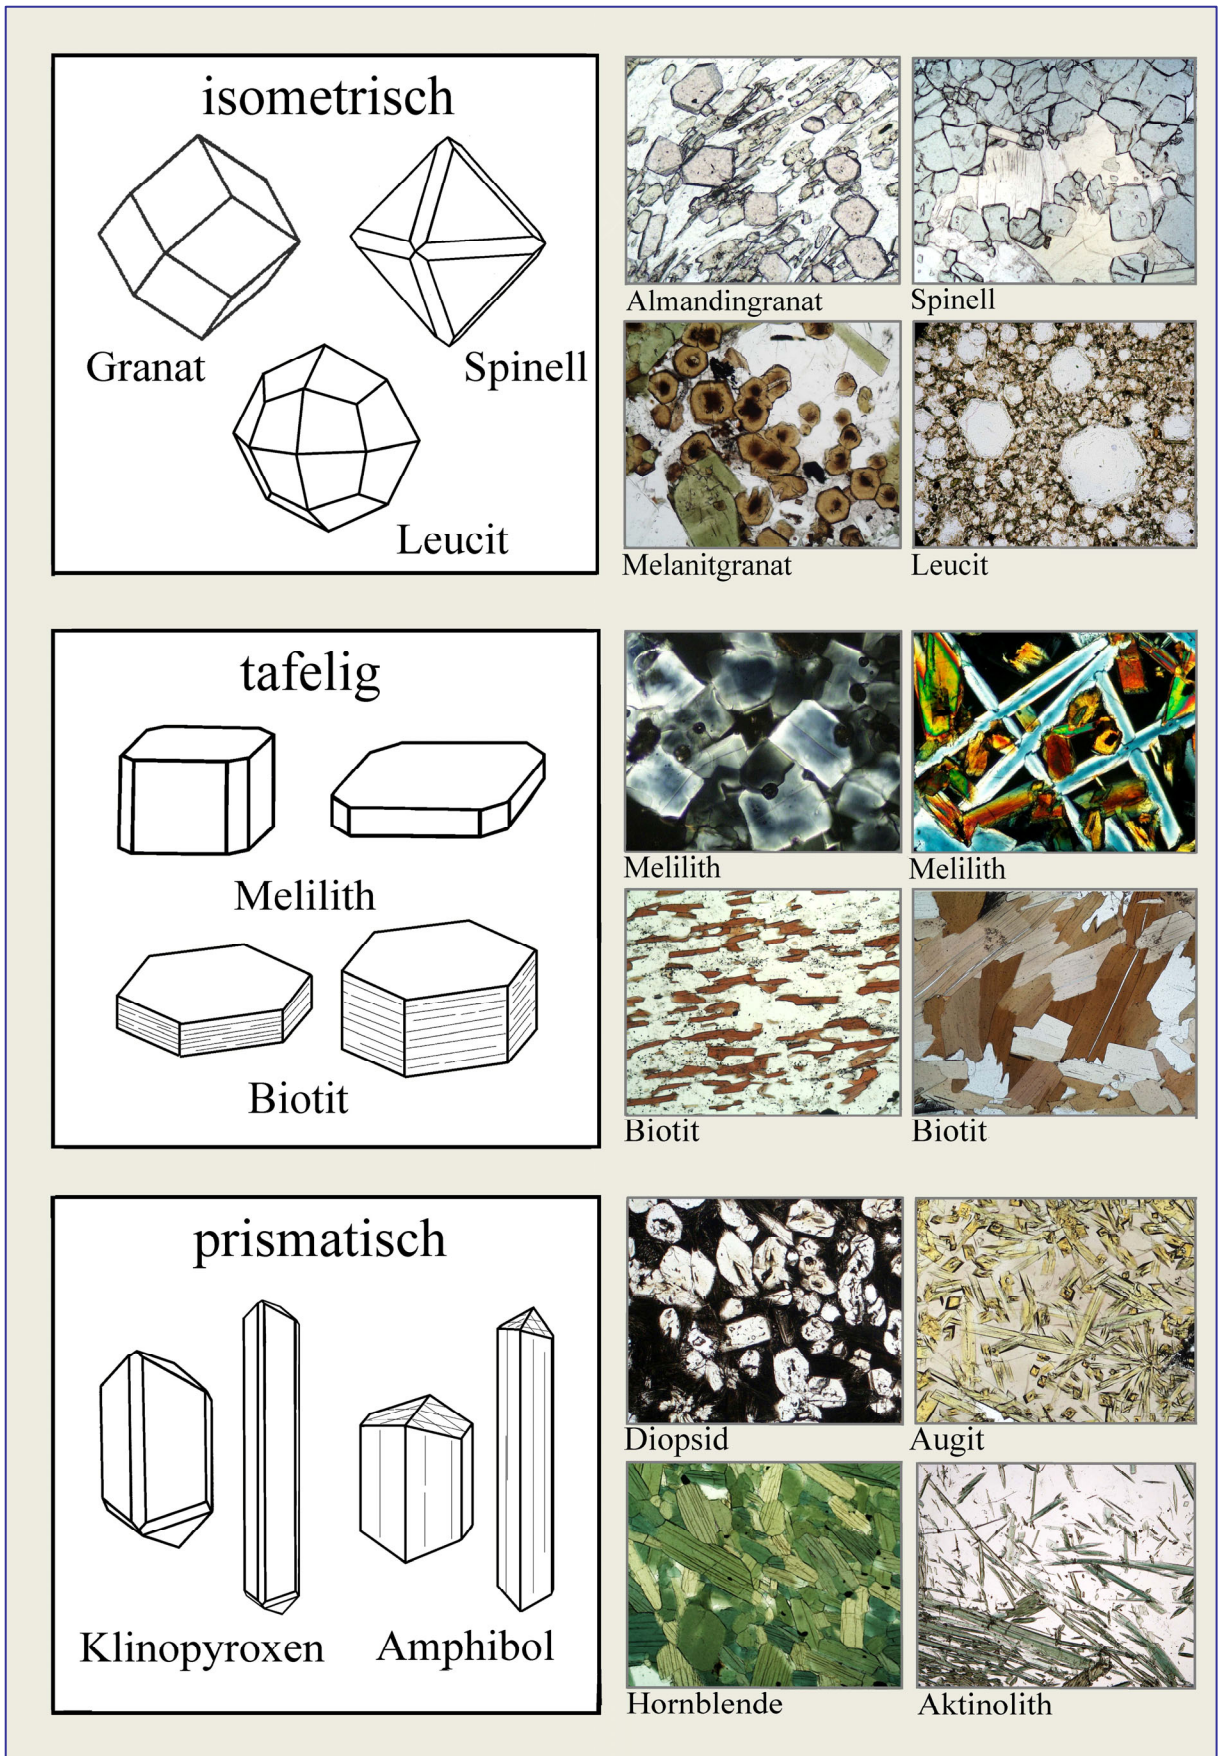 isometrisch
Granat
Spinell
Leucit
Almandingranat
Spinell
Melanitgranat
Leucit
tafelig
Melilith
Biotit
Melilith
Melilith
Biotit
Biotit
prismatisch
Klinopyroxen
Amphibol
Diopsid
Augit
Hornblende
Aktinolith